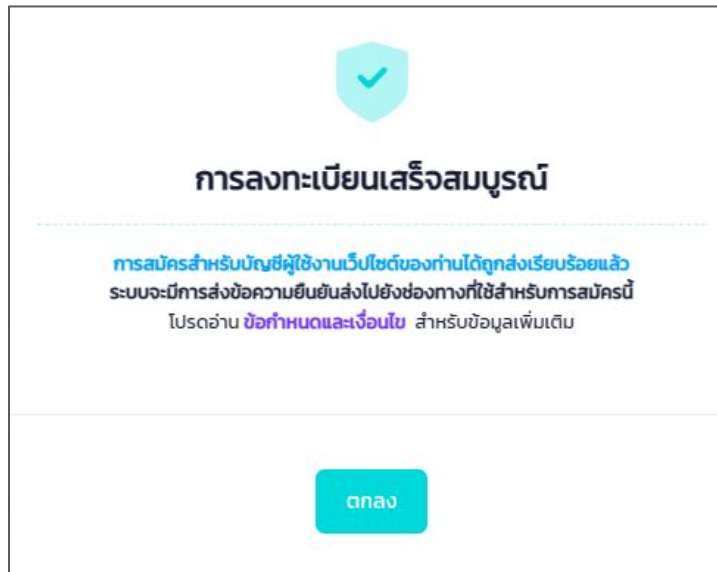 การลงทะเบียนเสร็จสมบูรณ์
การสมัครสำหรับบัญชีผู้ใช้งานเว็ปไซต์ของท่านได้ถูกส่งเรียบร้อยแล้ว
ระบบจะมีการส่งข้อความยืนยันส่งไปยังช่องทางที่ใช้สำหรับการสมัครนี้
โปรดอ่าน ข้อกำหนดและเงื่อนไข สำหรับข้อมูลเพิ่มเติม
ตกลง